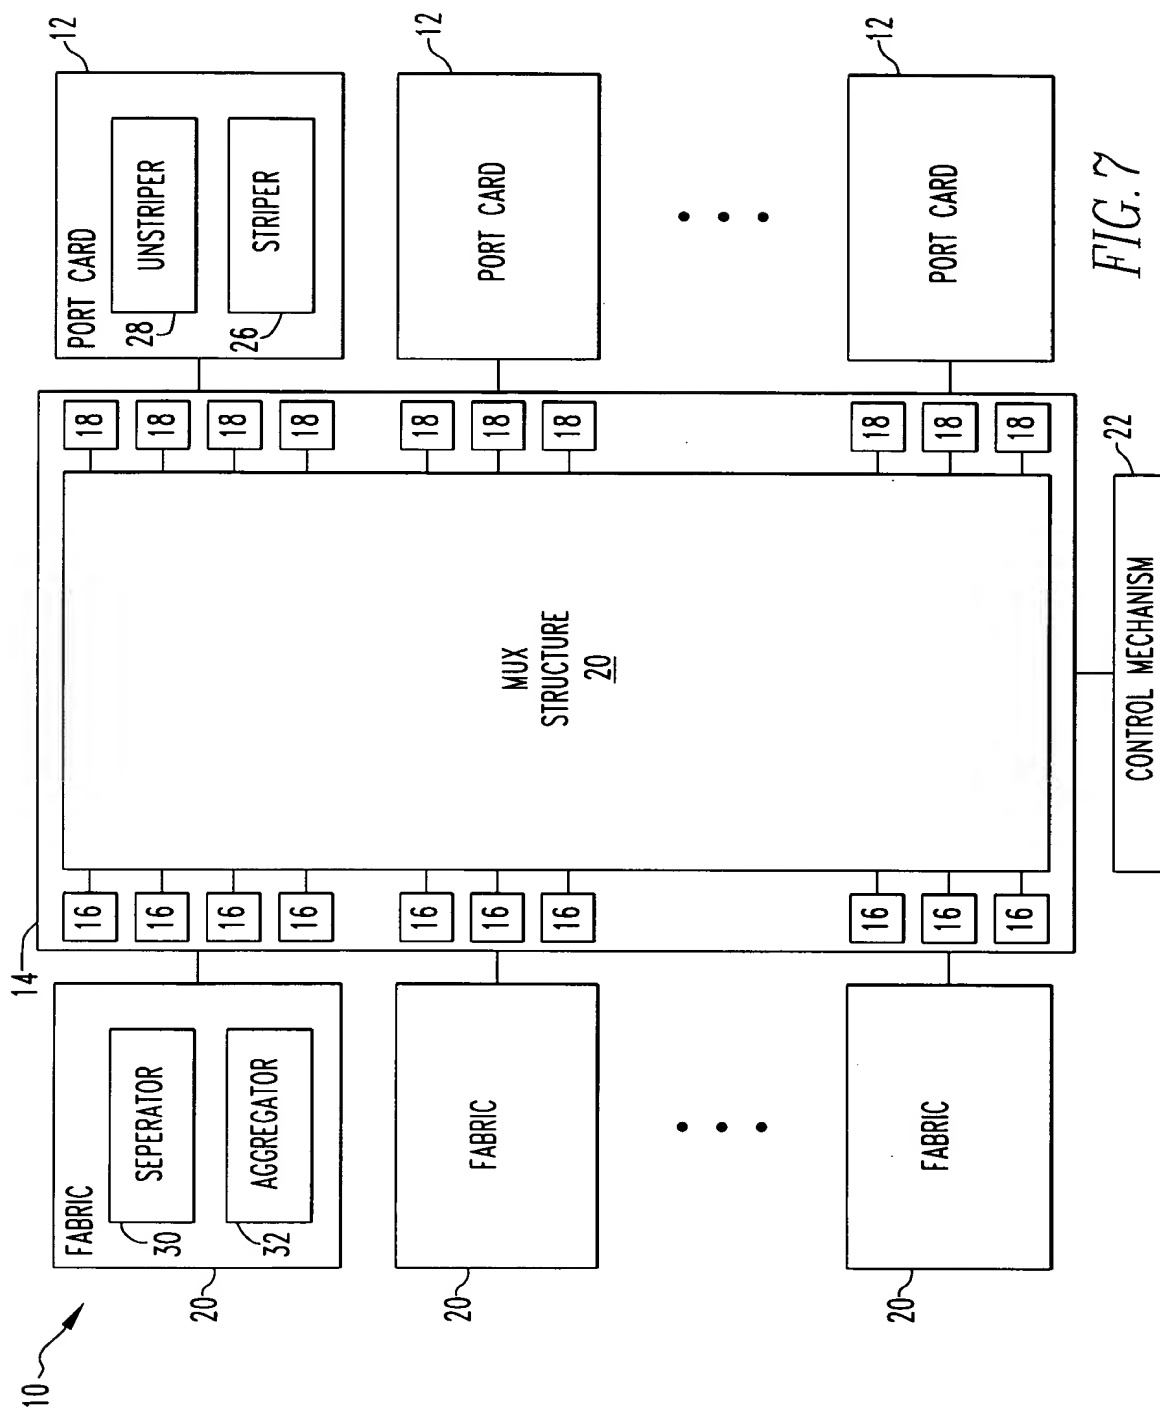 10
FABRIC
SEPERATOR
30
AGGREGATOR
32
20
FABRIC
20
FABRIC
20
14
16
16
16
16
16
16
16
16
16
16
MUX
STRUCTURE
20
18
18
18
18
18
18
18
18
18
18
PORT CARD
UNSTRIPER
28
STRIPER
26
12
PORT CARD
12
PORT CARD
12
CONTROL MECHANISM
22
FIG. 7